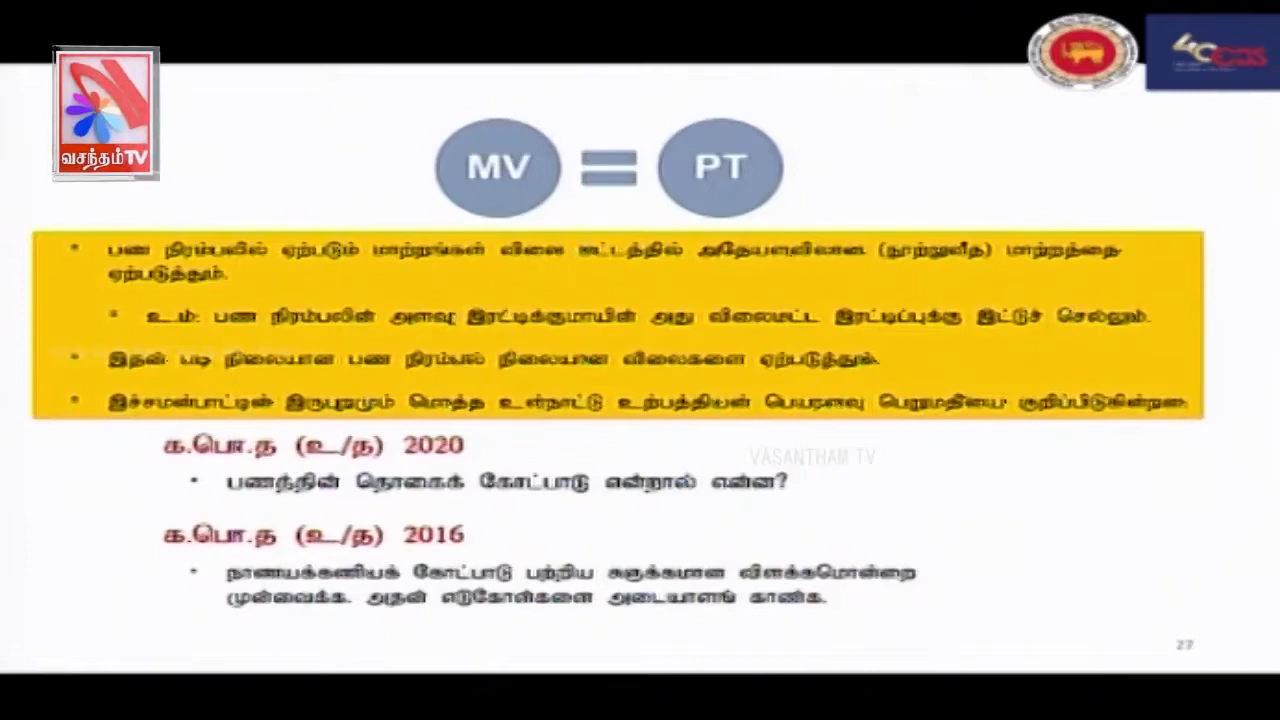 வசந்தம்TV
MV = PT
பண நிரம்பலில் ஏற்படும் மாற்றங்கள் விலை மட்டத்தில் அதேயளவிலான (நூற்றுவீத) மாற்றத்தை
ஏற்படுத்தும்.
உ.ம்: பண நிரம்பலின் அளவு இரட்டிக்குமாயின் அது விலைமட்ட இரட்டிப்புக்கு இட்டுச் செல்லும்.
இதன் படி நிலையான பண நிரம்பல் நிலையான விலைகளை ஏற்படுத்தும்.
இச்சமன்பாட்டின் இருபுறமும் மொத்த உள்நாட்டு உற்பத்தியின் பெயரளவு பெறுமதியை குறிப்பிடுகின்றன.
க.பொ.த (உ/த) 2020
VASANTHAM TV
பணத்தின் தொகைக் கோட்பாடு என்றால் என்ன?
க.பொ.த (உ/த) 2016
நாணயக்கணியக் கோட்பாடு பற்றிய சுருக்கமான விளக்கமொன்றை
முன்வைக்க. அதன் எடுகோள்களை அடையாளங் காண்க.
27